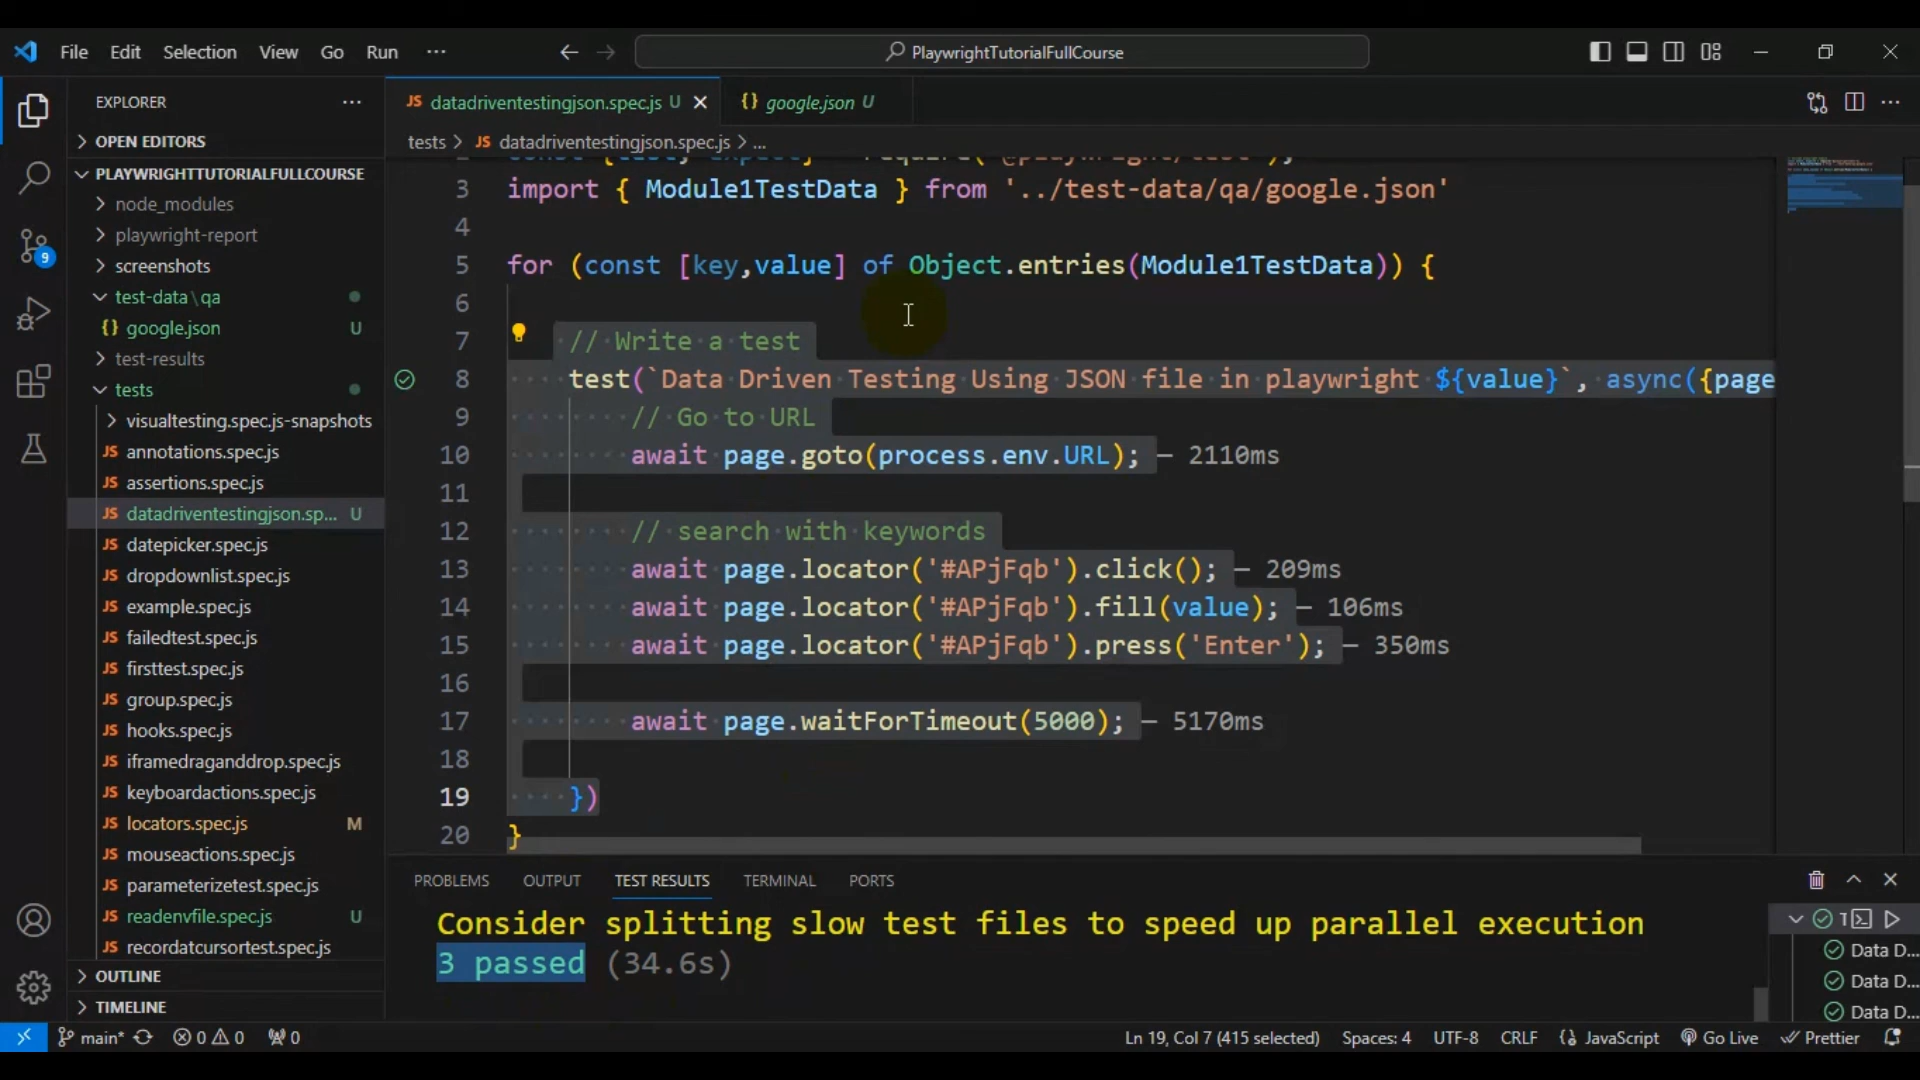 File Edit Selection View Go Run ···
PlaywrightTutorialFullCourse
EXPLORER
OPEN EDITORS
PLAYWRIGHTTUTORIALFULLCOURSE
node_modules
playwright-report
screenshots
test-data\qa
{} google.json U
test-results
tests
visualtesting.spec.js-snapshots
JS annotations.spec.js
JS assertions.spec.js
JS datadriventestingjson.sp... U
JS datepicker.spec.js
JS dropdownlist.spec.js
JS example.spec.js
JS failedtest.spec.js
JS firsttest.spec.js
JS group.spec.js
JS hooks.spec.js
JS iframedraganddrop.spec.js
JS keyboardactions.spec.js
JS locators.spec.js M
JS mouseactions.spec.js
JS parameterizetest.spec.js
JS readenvfile.spec.js U
JS recordatcursortest.spec.js
OUTLINE
TIMELINE
9
JS datadriventestingjson.spec.js U
{} google.json U
tests > JS datadriventestingjson.spec.js > ...
3 import { Module1TestData } from '../test-data/qa/google.json'
4
5 for (const [key,value] of Object.entries(Module1TestData)) {
6
7 // Write a test
8 test(`Data Driven Testing Using JSON file in playwright ${value}`, async({page
9 // Go to URL
10 await page.goto(process.env.URL); — 2110ms
11
12 // search with keywords
13 await page.locator('#APjFqb').click(); — 209ms
14 await page.locator('#APjFqb').fill(value); — 106ms
15 await page.locator('#APjFqb').press('Enter'); — 350ms
16
17 await page.waitForTimeout(5000); — 5170ms
18
19 })
20 }
PROBLEMS OUTPUT TEST RESULTS TERMINAL PORTS
Consider splitting slow test files to speed up parallel execution
3 passed (34.6s)
Data D...
Data D...
Data D...
main* 0 0 0
Ln 19, Col 7 (415 selected) Spaces: 4 UTF-8 CRLF {} JavaScript Go Live Prettier